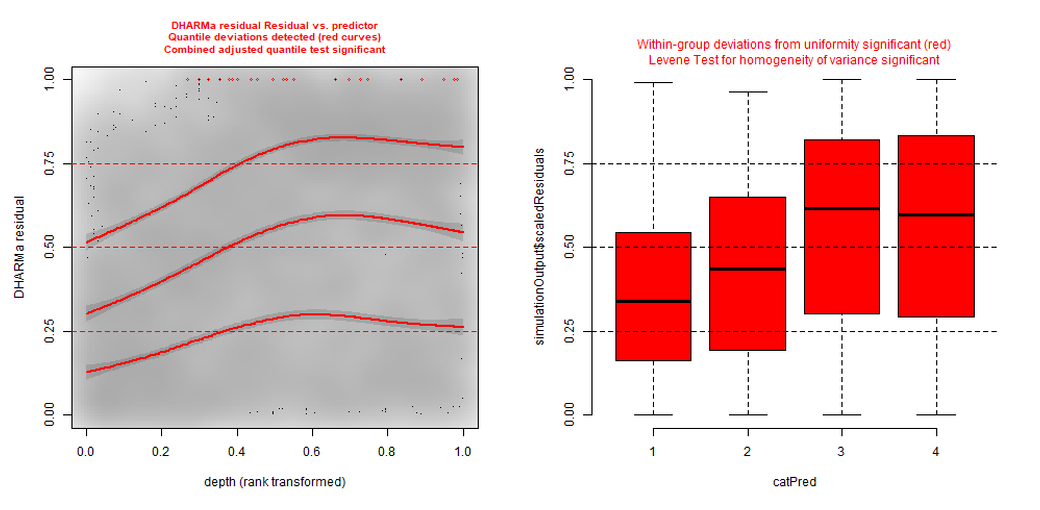 DHARMa residual Residual vs. predictor
Quantile deviations detected (red curves)
Combined adjusted quantile test significant
DHARMa residual
1.00
0.75
0.50
0.25
0.00
0.0 0.2 0.4 0.6 0.8 1.0
depth (rank transformed)
Within-group deviations from uniformity significant (red)
Levene Test for homogeneity of variance significant
simulationOutput$scaledResiduals
1.00
0.75
0.50
0.25
0.00
1 2 3 4
catPred